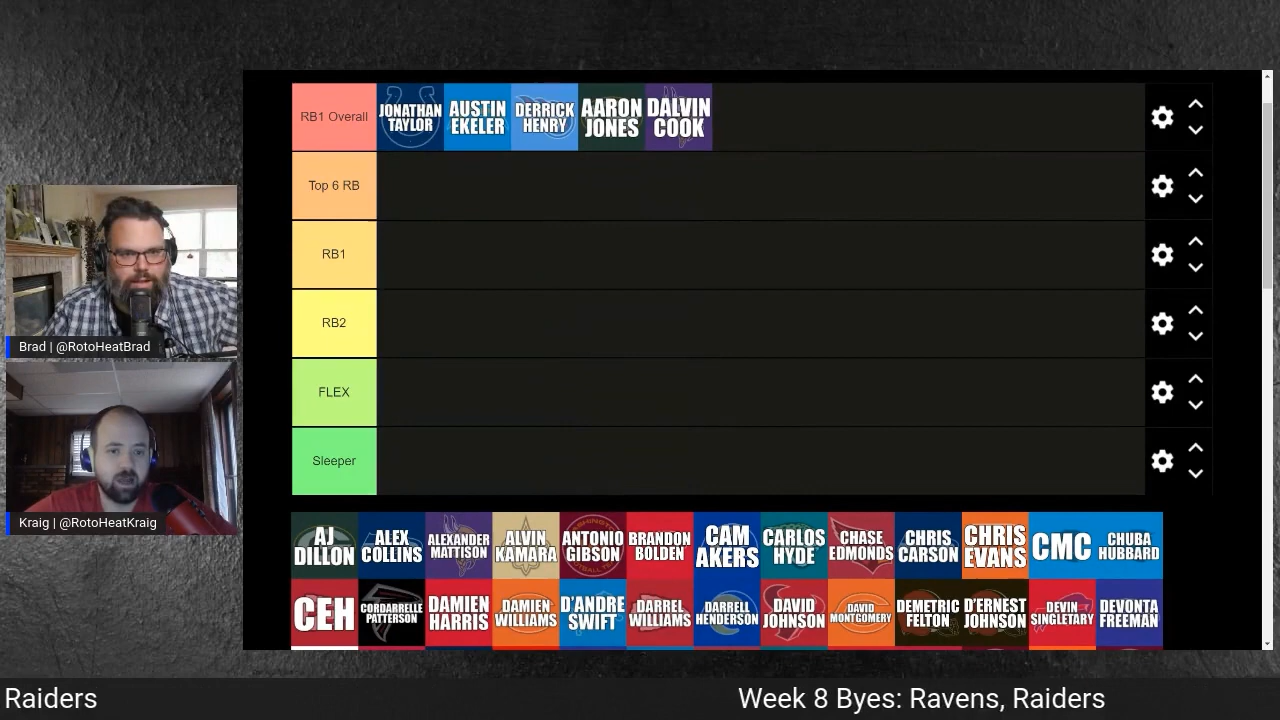 RB1 Overall
JONATHAN TAYLOR
AUSTIN EKELER
DERRICK HENRY
AARON JONES
DALVIN COOK
Top 6 RB
RB1
RB2
FLEX
Sleeper
Brad | @RotoHeatBrad
Kraig | @RotoHeatKraig
AJ DILLON
ALEX COLLINS
ALEXANDER MATTISON
ALVIN KAMARA
ANTONIO GIBSON
BRANDON BOLDEN
CAM AKERS
CARLOS HYDE
CHASE EDMONDS
CHRIS CARSON
CHRIS EVANS
CMC
CHUBA HUBBARD
CEH
CORDARRELLE PATTERSON
DAMIEN HARRIS
DAMIEN WILLIAMS
D'ANDRE SWIFT
DARREL WILLIAMS
DARRELL HENDERSON
DAVID JOHNSON
DAVID MONTGOMERY
DEMETRIC FELTON
D'ERNEST JOHNSON
DEVIN SINGLETARY
DEVONTA FREEMAN
Raiders
Week 8 Byes: Ravens, Raiders